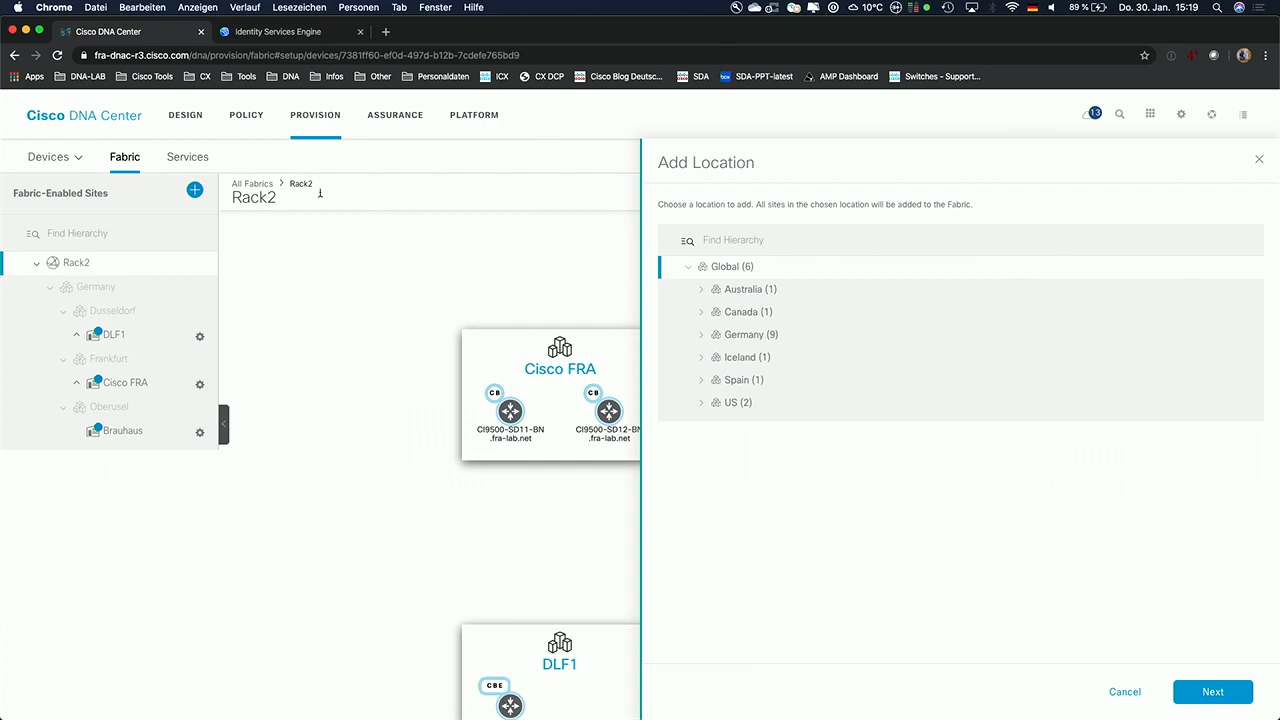 Chrome Datei Bearbeiten Anzeigen Verlauf Lesezeichen Personen Tab Fenster Hilfe 10°C 89 % Do. 30. Jan. 15:19
Cisco DNA Center Identity Services Engine
fra-dnac-r3.cisco.com/dna/provision/fabric#setup/devices/7381ff60-ef0d-497d-b12b-7cdefe765bd9
Apps DNA-LAB Cisco Tools CX Tools DNA Infos Other Personaldaten ICX CX DCP Cisco Blog Deutsc... SDA SDA-PPT-latest AMP Dashboard Switches - Support...
Cisco DNA Center DESIGN POLICY PROVISION ASSURANCE PLATFORM 13
Devices Fabric Services
Fabric-Enabled Sites
Find Hierarchy
Rack2
Germany
Dusseldorf
DLF1
Frankfurt
Cisco FRA
Oberusel
Brauhaus
All Fabrics > Rack2
Rack2
Cisco FRA
CB CB
CI9500-SD11-BN CI9500-SD12-BN
.fra-lab.net .fra-lab.net
DLF1
CBE
Add Location
Choose a location to add. All sites in the chosen location will be added to the Fabric.
Find Hierarchy
Global (6)
Australia (1)
Canada (1)
Germany (9)
Iceland (1)
Spain (1)
US (2)
Cancel Next